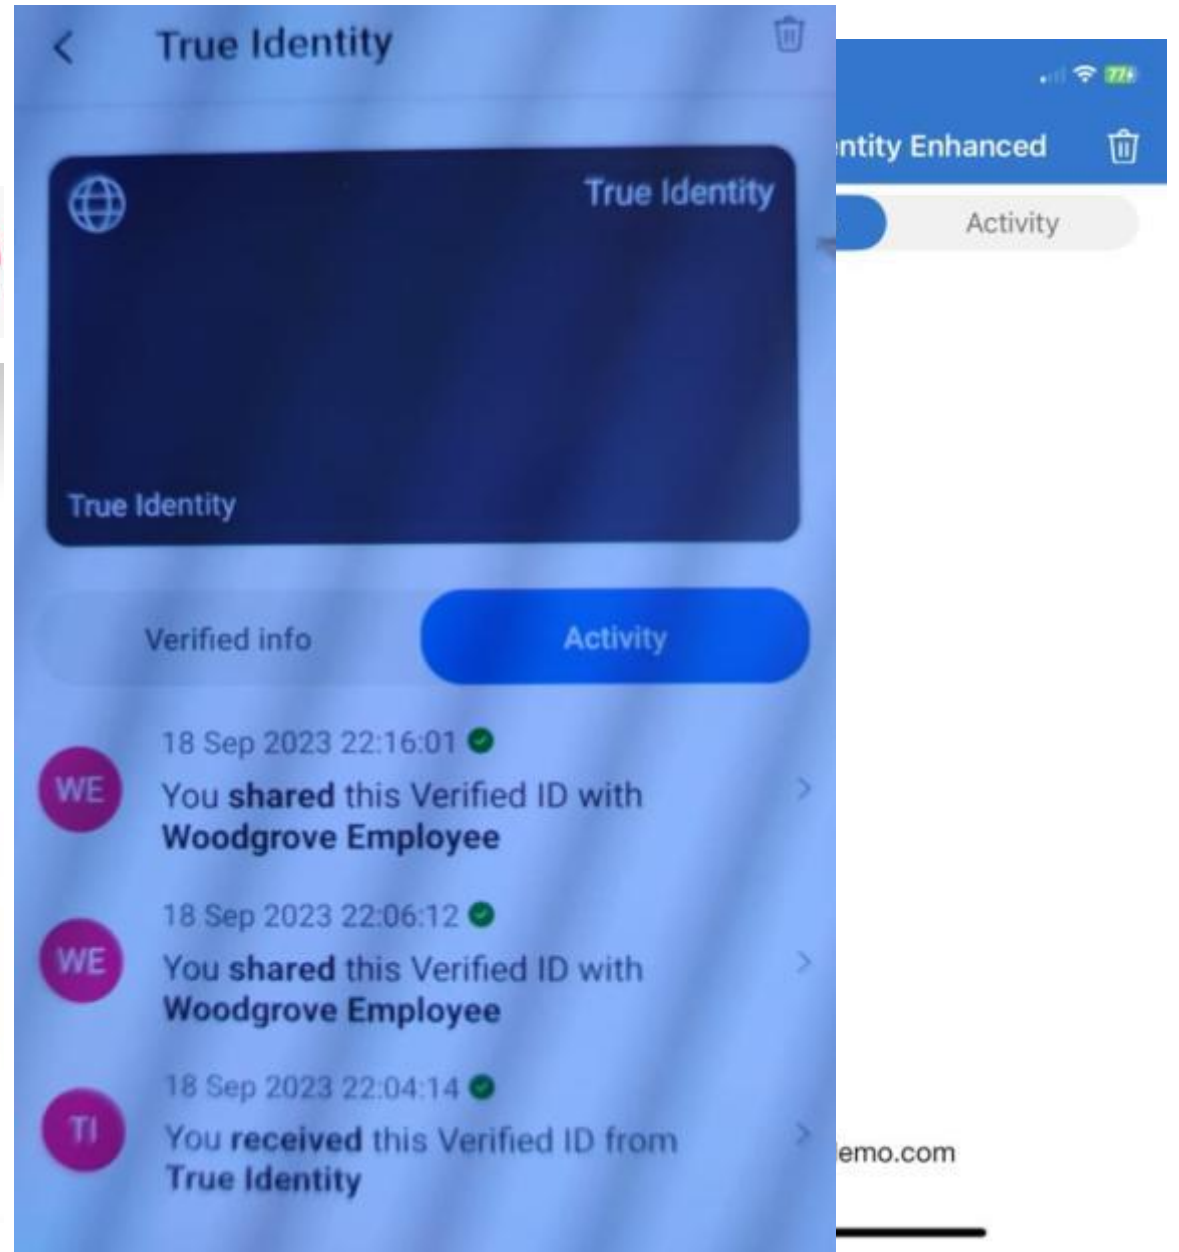 True Identity
True Identity
True Identity
Verified info
Activity
18 Sep 2023 22:16:01
WE
You shared this Verified ID with
Woodgrove Employee
18 Sep 2023 22:06:12
WE
You shared this Verified ID with
Woodgrove Employee
18 Sep 2023 22:04:14
TI
You received this Verified ID from
True Identity
77
ntity Enhanced
Activity
emo.com